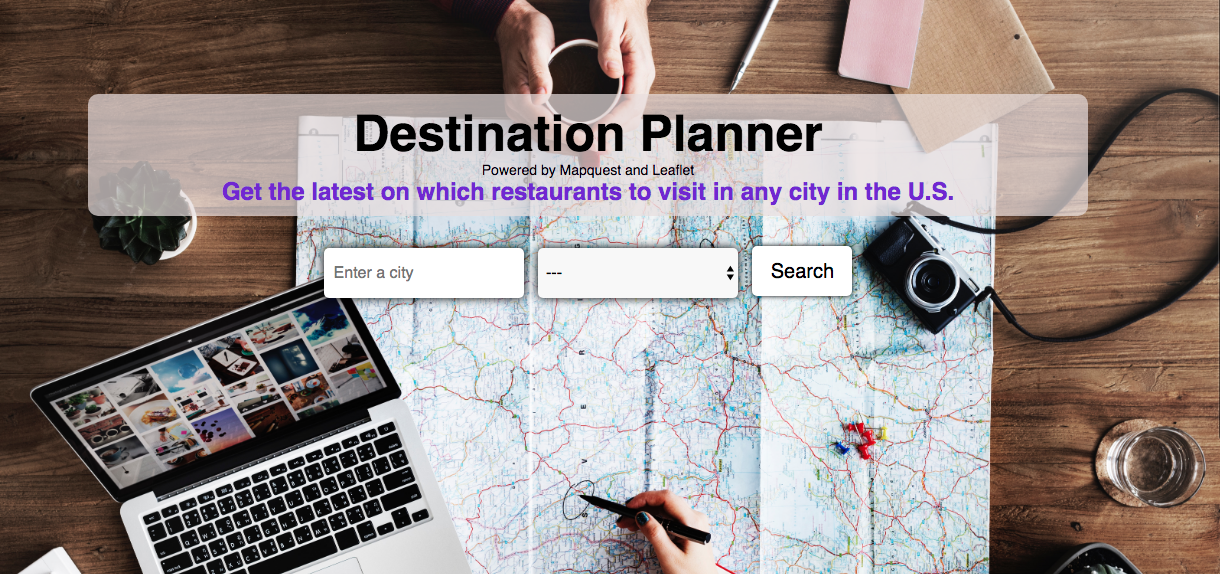 Destination Planner
Powered by Mapquest and Leaflet
Get the latest on which restaurants to visit in any city in the U.S.
Enter a city
---
Search